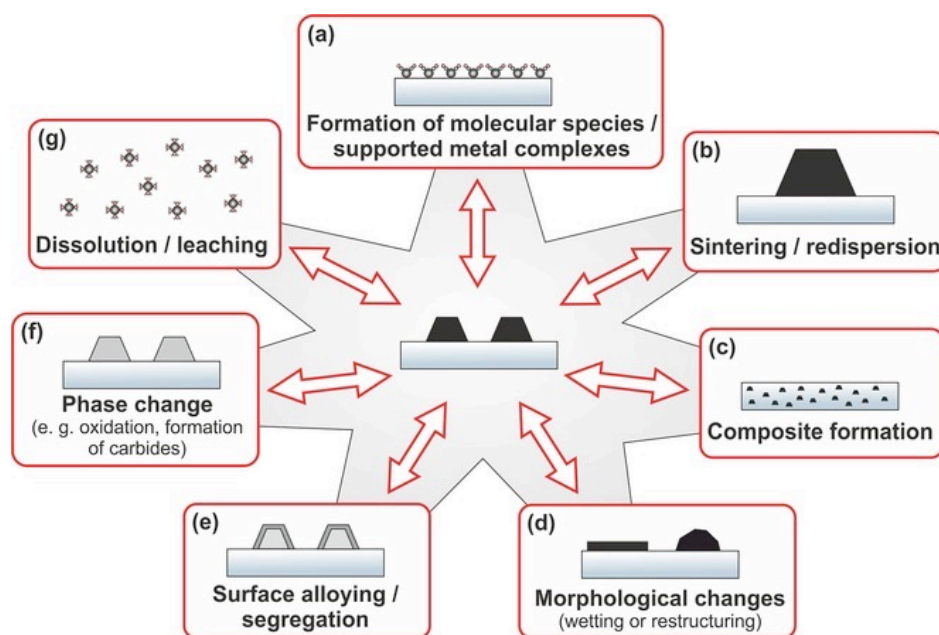 (a)
Formation of molecular species /
supported metal complexes
(g)
Dissolution / leaching
(b)
Sintering / redispersion
(f)
Phase change
(e. g. oxidation, formation
of carbides)
(c)
Composite formation
(e)
Surface alloying /
segregation
(d)
Morphological changes
(wetting or restructuring)